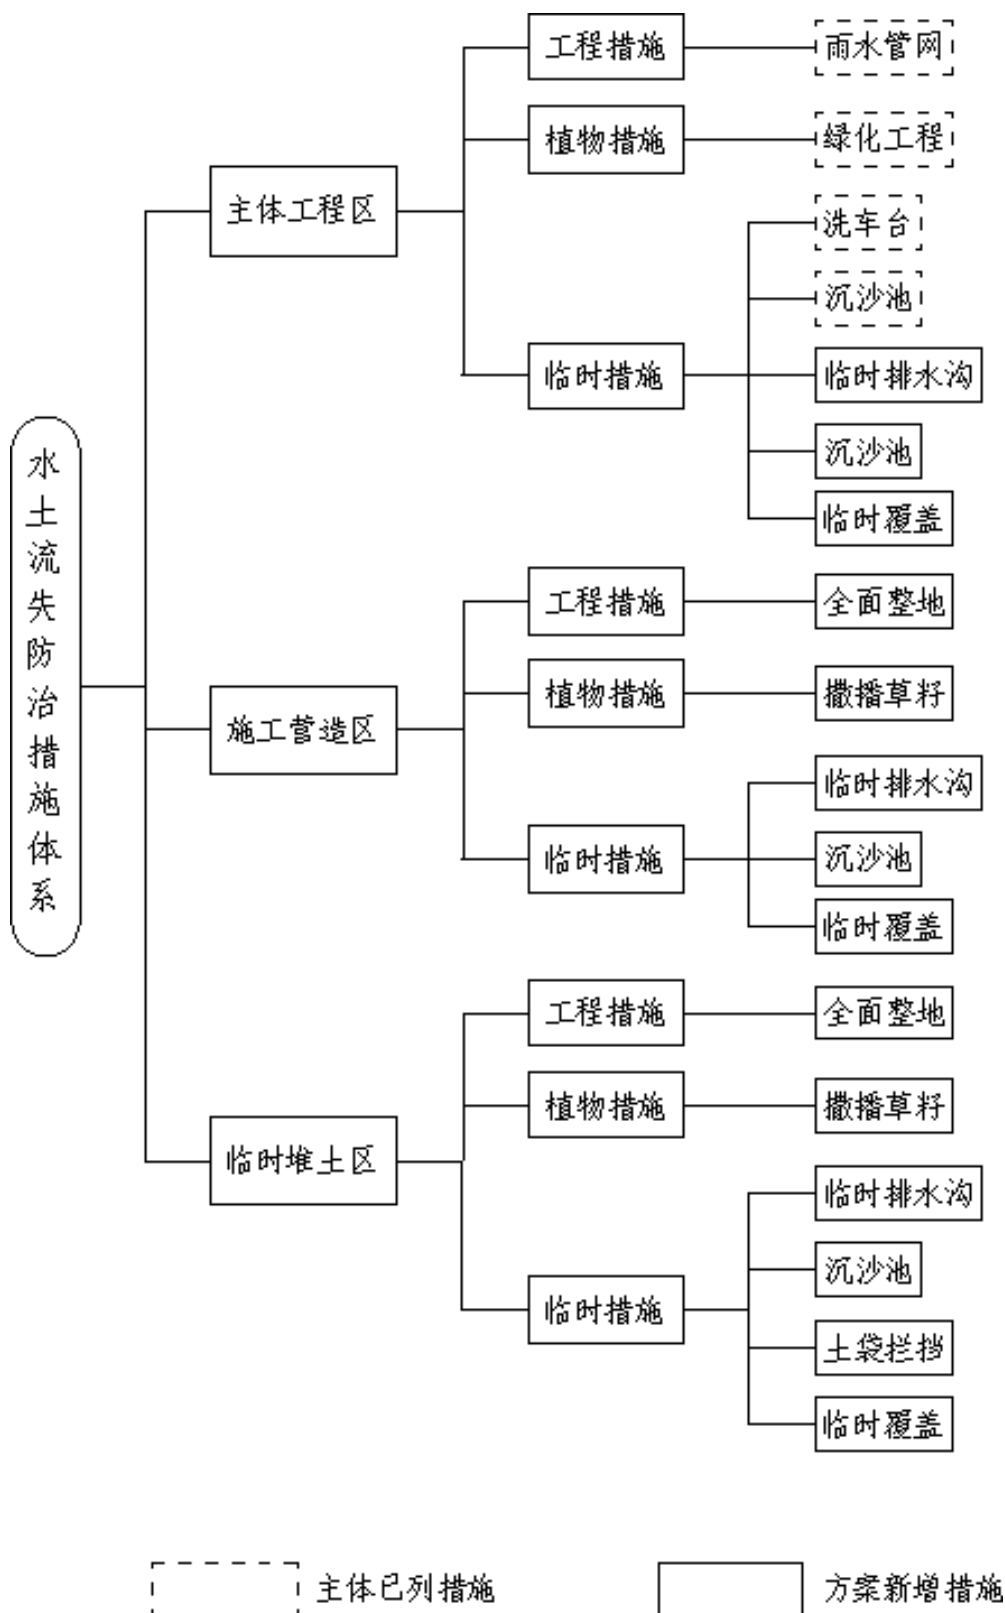 水土流失防治措施体系
主体工程区
工程措施
雨水管网
植物措施
绿化工程
临时措施
洗车台
沉沙池
临时排水沟
沉沙池
临时覆盖
施工营造区
工程措施
全面整地
植物措施
撒播草籽
临时措施
临时排水沟
沉沙池
临时覆盖
临时堆土区
工程措施
全面整地
植物措施
撒播草籽
临时措施
临时排水沟
沉沙池
土袋拦挡
临时覆盖
主体已列措施
方案新增措施